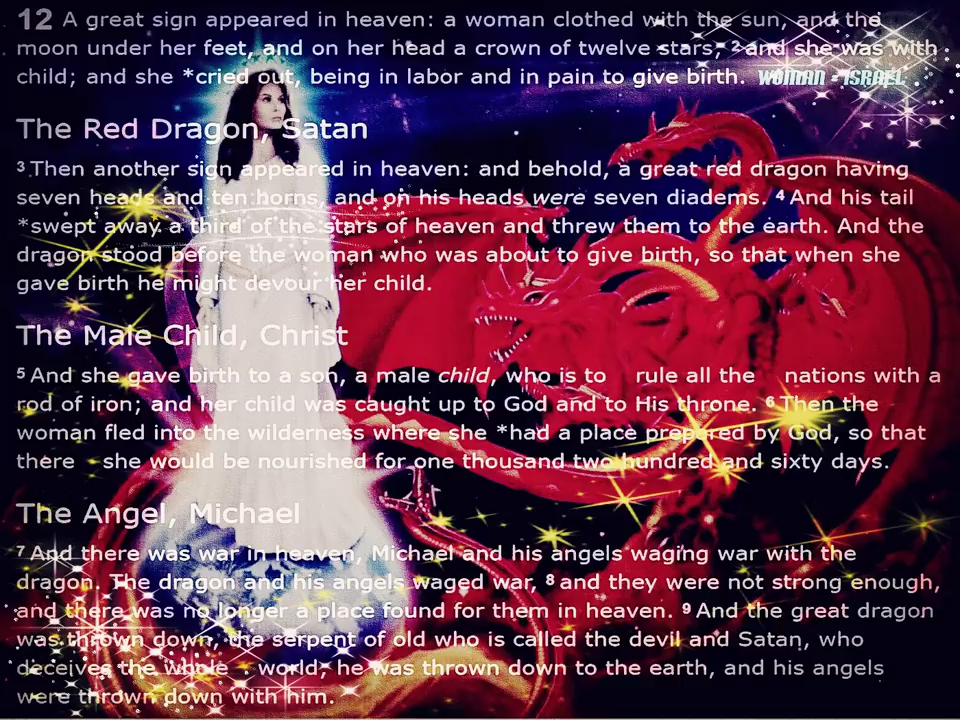 12 A great sign appeared in heaven: a woman clothed with the sun, and the
moon under her feet, and on her head a crown of twelve stars; 2 and she was with
child; and she *cried out, being in labor and in pain to give birth. WOMAN = ISRAEL
The Red Dragon, Satan
3 Then another sign appeared in heaven: and behold, a great red dragon having
seven heads and ten horns, and on his heads were seven diadems. 4 And his tail
*swept away a third of the stars of heaven and threw them to the earth. And the
dragon stood before the woman who was about to give birth, so that when she
gave birth he might devour her child.
The Male Child, Christ
5 And she gave birth to a son, a male child, who is to rule all the nations with a
rod of iron; and her child was caught up to God and to His throne. 6 Then the
woman fled into the wilderness where she *had a place prepared by God, so that
there she would be nourished for one thousand two hundred and sixty days.
The Angel, Michael
7 And there was war in heaven, Michael and his angels waging war with the
dragon. The dragon and his angels waged war, 8 and they were not strong enough,
and there was no longer a place found for them in heaven. 9 And the great dragon
was thrown down, the serpent of old who is called the devil and Satan, who
deceives the whole world; he was thrown down to the earth, and his angels
were thrown down with him.